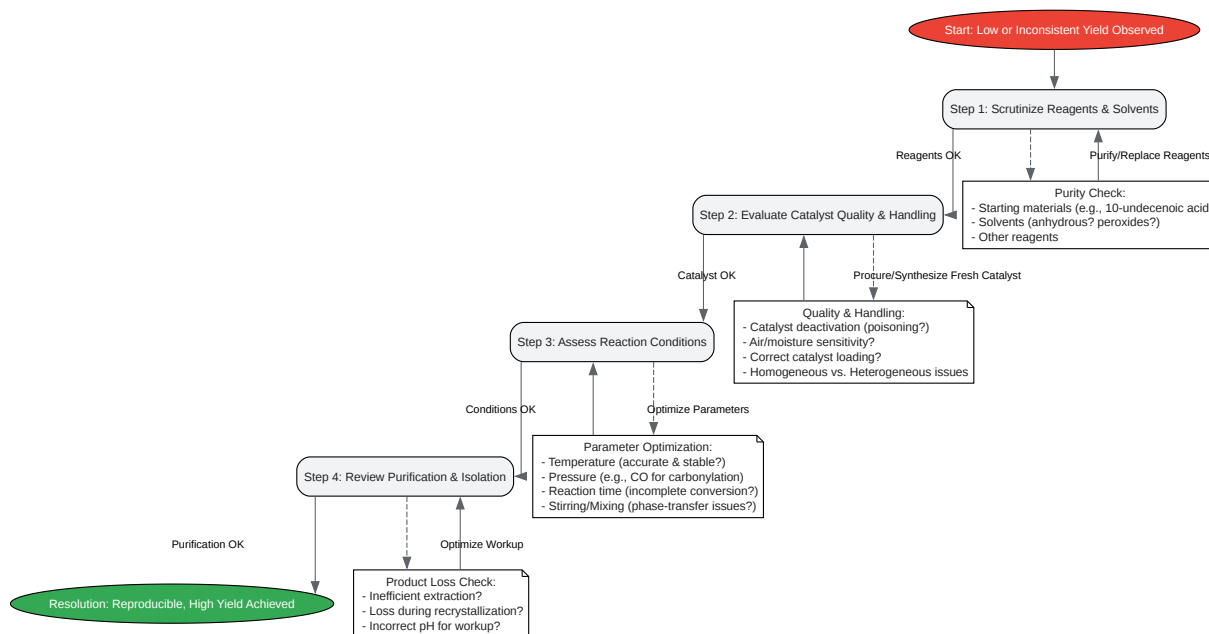 Start: Low or Inconsistent Yield Observed
Step 1: Scrutinize Reagents & Solvents
Reagents OK
Purify/Replace Reagents
Purity Check:
- Starting materials (e.g., 10-undecenoic acid
- Solvents (anhydrous? peroxides?)
- Other reagents
Step 2: Evaluate Catalyst Quality & Handling
Catalyst OK
Procure/Synthesize Fresh Catalyst
Quality & Handling:
- Catalyst deactivation (poisoning?)
- Air/moisture sensitivity?
- Correct catalyst loading?
- Homogeneous vs. Heterogeneous issues
Step 3: Assess Reaction Conditions
Conditions OK
Optimize Parameters
Parameter Optimization:
- Temperature (accurate & stable?)
- Pressure (e.g., CO for carbonylation)
- Reaction time (incomplete conversion?)
- Stirring/Mixing (phase-transfer issues?)
Step 4: Review Purification & Isolation
Purification OK
Optimize Workup
Product Loss Check:
- Inefficient extraction?
- Loss during recrystallization?
- Incorrect pH for workup?
Resolution: Reproducible, High Yield Achieved